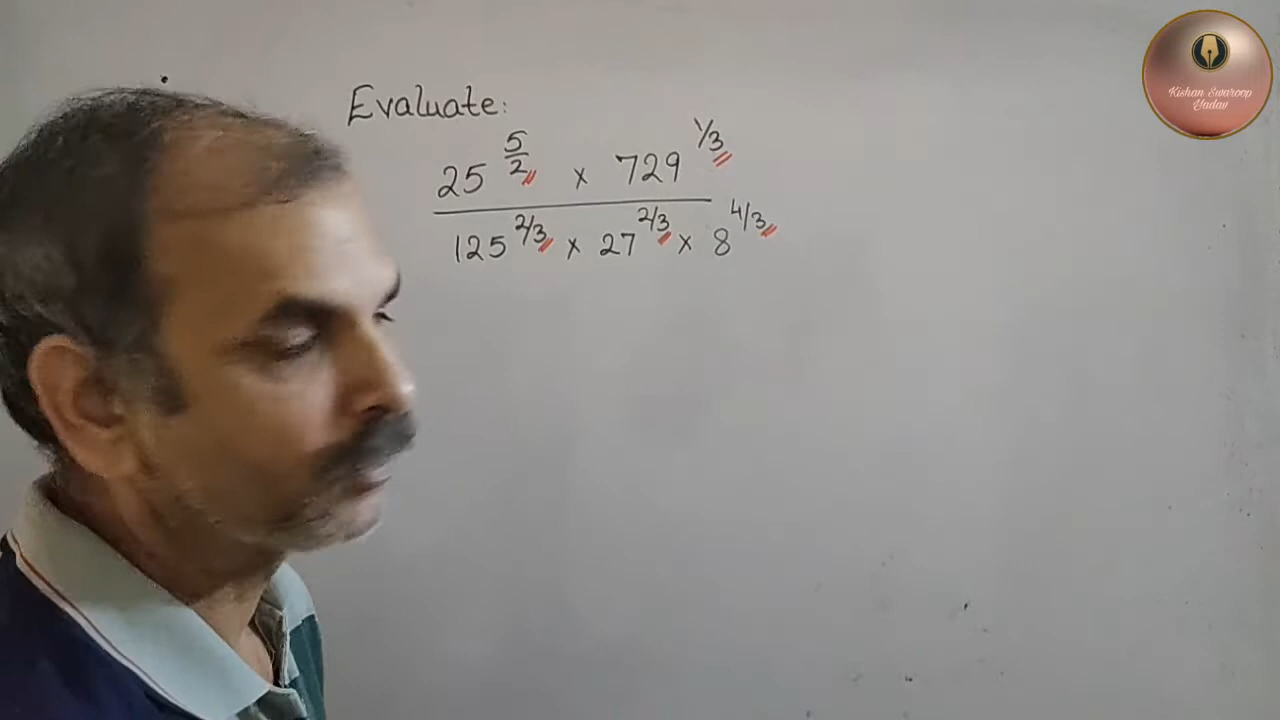 Evaluate:
25^(5/2) × 729^(1/3)
125^(2/3) × 27^(2/3) × 8^(4/3)
Kishan Swaroop
Yadav